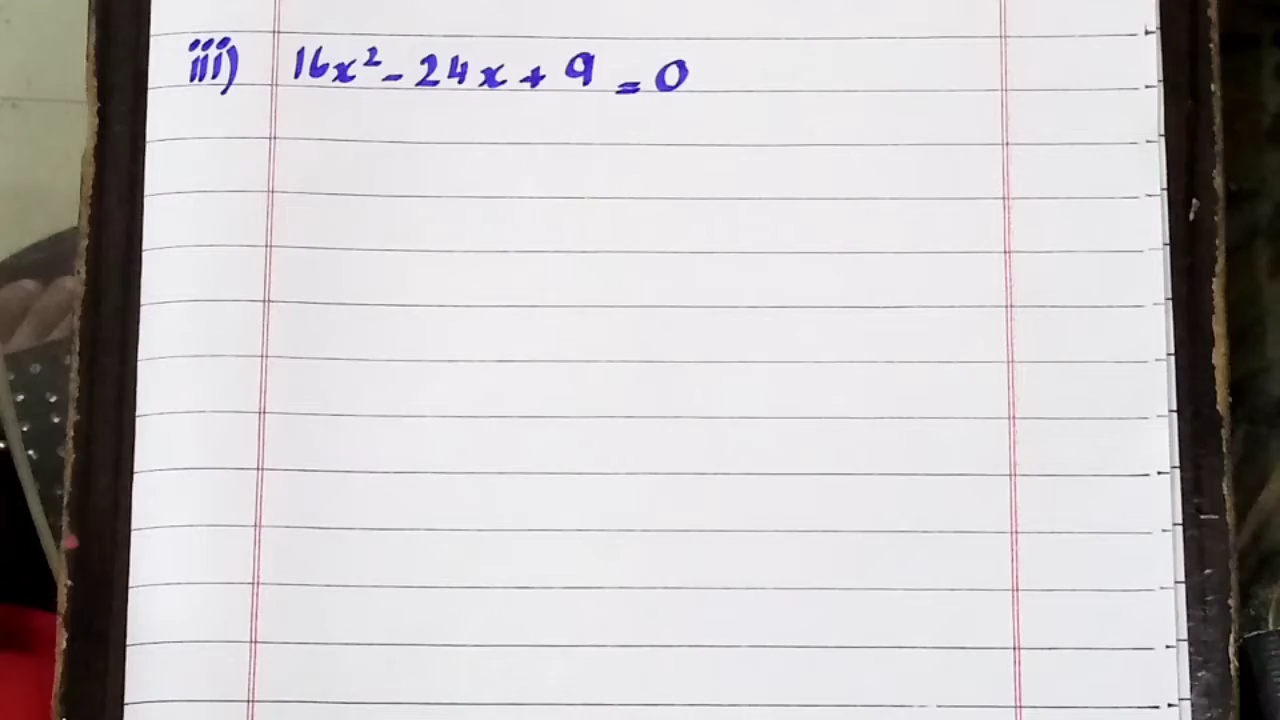 iii) 16x² - 24x + 9 = 0